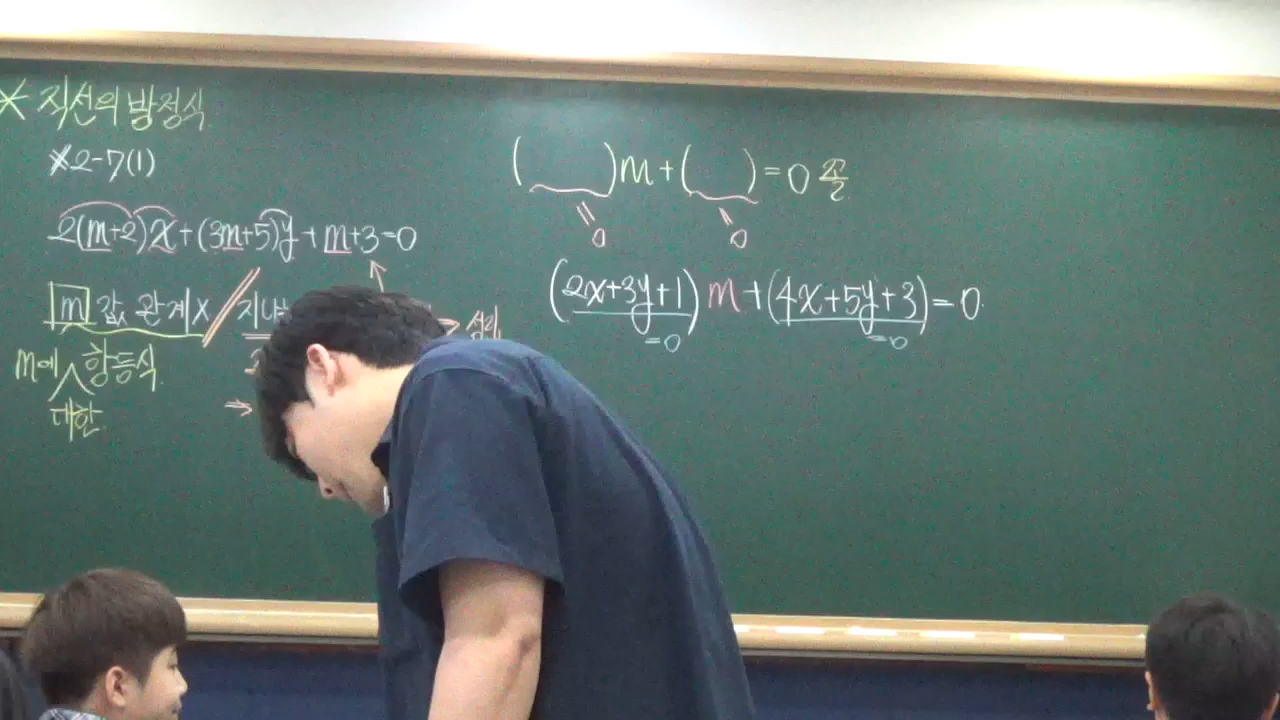 * 직선의 방정식
*2-7(1)
2(m+2)x+(3m+5)y+m+3=0
m 값 관계 X // 지나
m에 항등식
대한
( )m+( )=0 꼴
0 0
(2x+3y+1)m+(4x+5y+3)=0
=0 =0